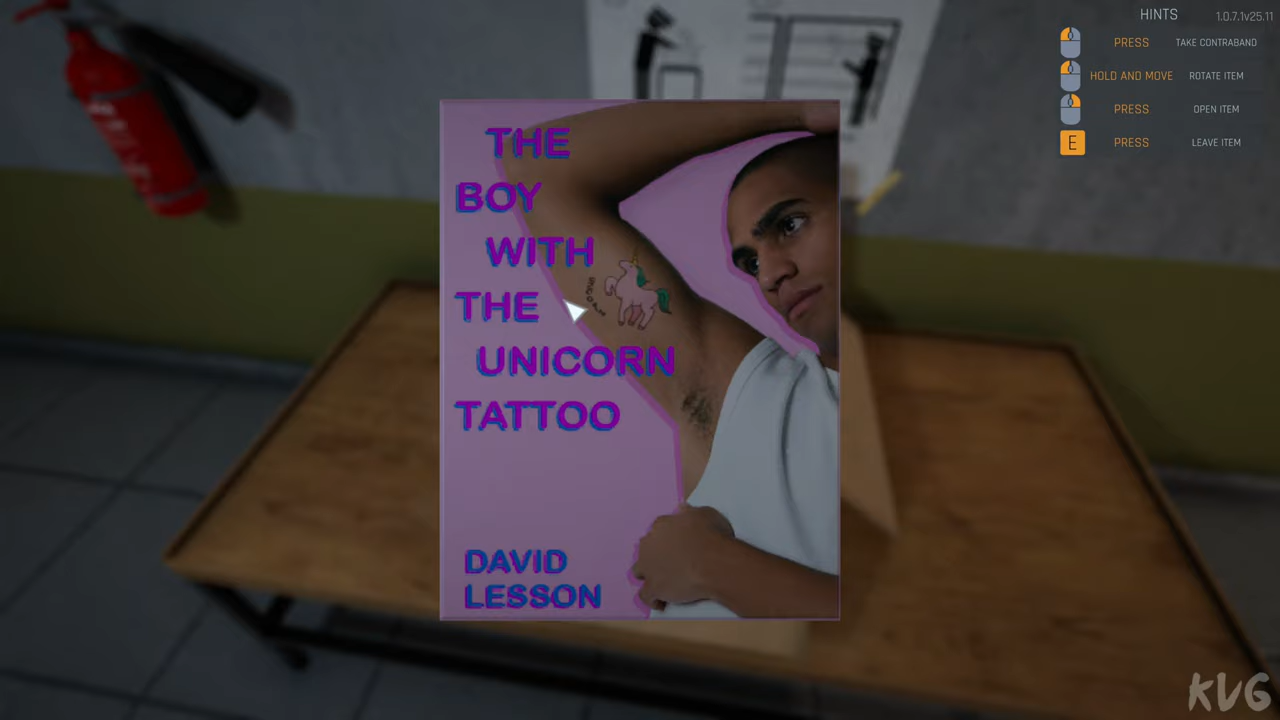 HINTS
1.0.7.1v25.11
PRESS TAKE CONTRABAND
HOLD AND MOVE ROTATE ITEM
PRESS OPEN ITEM
E PRESS LEAVE ITEM
THE
BOY
WITH
THE
UNICORN
TATTOO
DAVID
LESSON
KVG